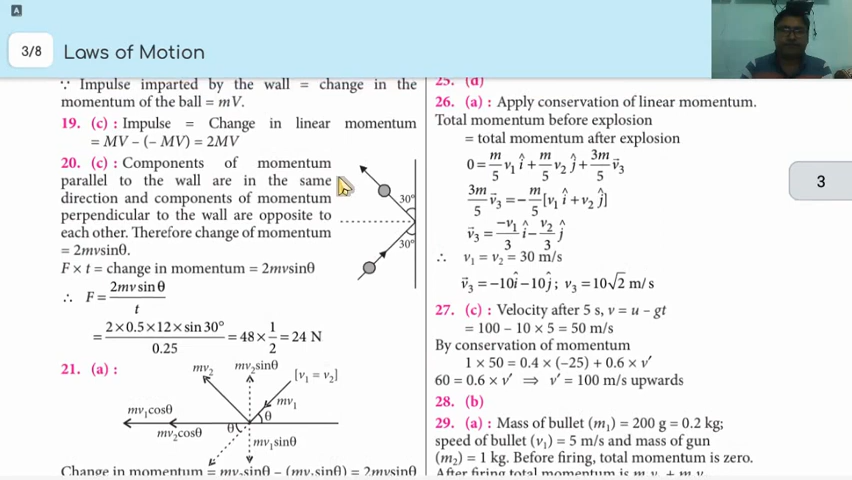 A
3/8
Laws of Motion
∵ Impulse imparted by the wall = change in the
momentum of the ball = mV.
19. (c) : Impulse = Change in linear momentum
= MV – (– MV) = 2MV
20. (c) : Components of momentum
parallel to the wall are in the same
direction and components of momentum
perpendicular to the wall are opposite to
each other. Therefore change of momentum
= 2mvsinθ.
F × t = change in momentum = 2mvsinθ
∴ F = 2mv sin θ / t
= 2×0.5×12×sin 30° / 0.25 = 48 × 1/2 = 24 N
30°
30°
21. (a) :
mv₂
mv₂sinθ
[v₁ = v₂]
mv₁
θ
mv₁cosθ
mv₂cosθ
θ
mv₁sinθ
Change in momentum = mv₂sinθ – (mv₁sinθ) = 2mvsinθ
25. (d)
26. (a) : Apply conservation of linear momentum.
Total momentum before explosion
= total momentum after explosion
0 = m/5 v₁ î + m/5 v₂ ĵ + 3m/5 v⃗₃
3m/5 v⃗₃ = – m/5 [v₁ î + v₂ ĵ]
v⃗₃ = –v₁/3 î – v₂/3 ĵ
∴ v₁ = v₂ = 30 m/s
v⃗₃ = –10î – 10ĵ ; v₃ = 10√2 m/s
27. (c) : Velocity after 5 s, v = u – gt
= 100 – 10 × 5 = 50 m/s
By conservation of momentum
1 × 50 = 0.4 × (–25) + 0.6 × v′
60 = 0.6 × v′ ⇒ v′ = 100 m/s upwards
28. (b)
29. (a) : Mass of bullet (m₁) = 200 g = 0.2 kg;
speed of bullet (v₁) = 5 m/s and mass of gun
(m₂) = 1 kg. Before firing, total momentum is zero.
After firing total momentum is m₁v₁ + m₂v₂
3